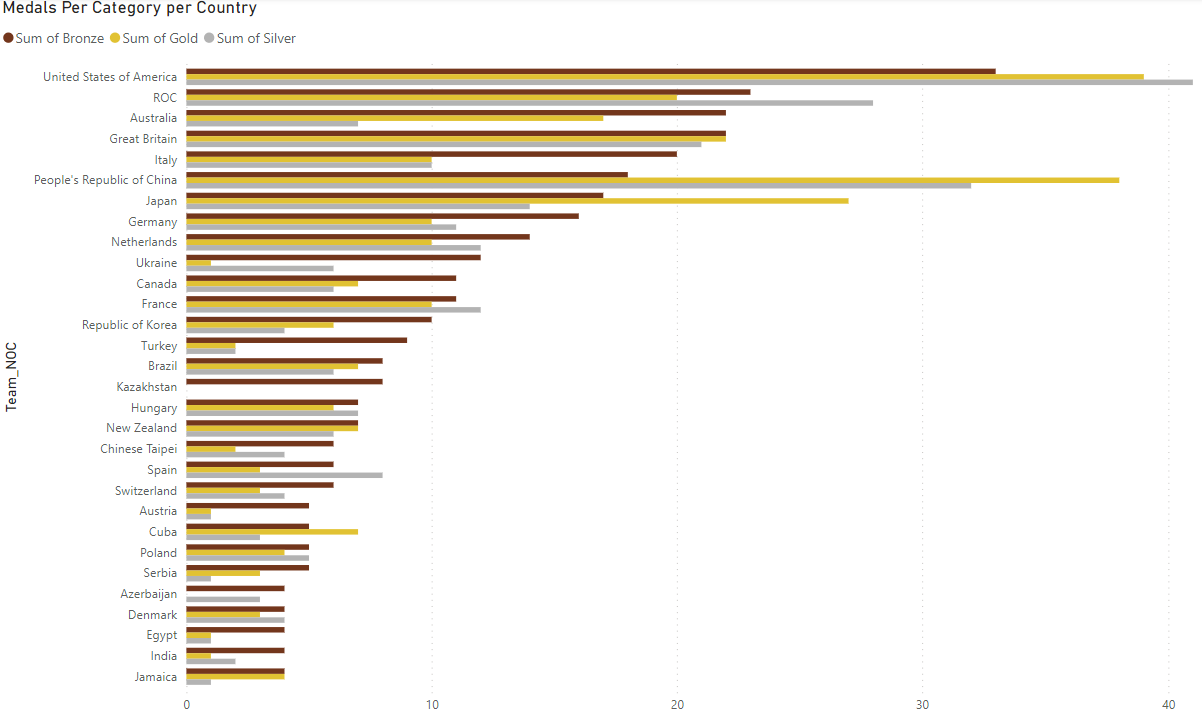 Medals Per Category per Country
Sum of Bronze Sum of Gold Sum of Silver
Team_NOC
United States of America
ROC
Australia
Great Britain
Italy
People's Republic of China
Japan
Germany
Netherlands
Ukraine
Canada
France
Republic of Korea
Turkey
Brazil
Kazakhstan
Hungary
New Zealand
Chinese Taipei
Spain
Switzerland
Austria
Cuba
Poland
Serbia
Azerbaijan
Denmark
Egypt
India
Jamaica
0 10 20 30 40